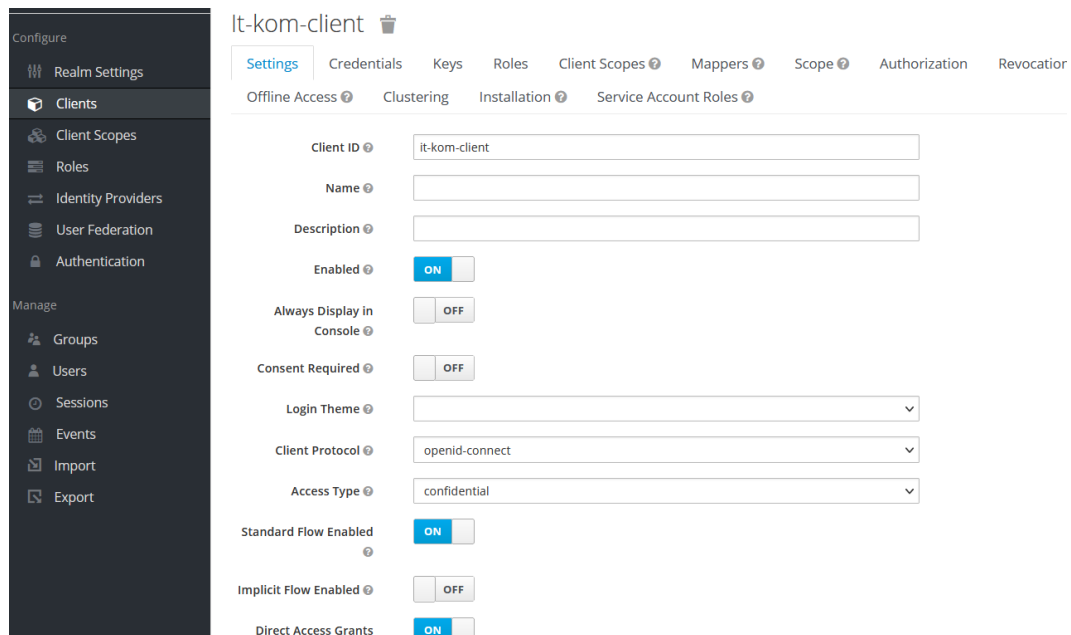 Configure
Realm Settings
Clients
Client Scopes
Roles
Identity Providers
User Federation
Authentication
Manage
Groups
Users
Sessions
Events
Import
Export
It-kom-client
Settings Credentials Keys Roles Client Scopes Mappers Scope Authorization Revocation
Offline Access Clustering Installation Service Account Roles
Client ID it-kom-client
Name
Description
Enabled ON
Always Display in OFF
Console
Consent Required OFF
Login Theme
Client Protocol openid-connect
Access Type confidential
Standard Flow Enabled ON
Implicit Flow Enabled OFF
Direct Access Grants ON